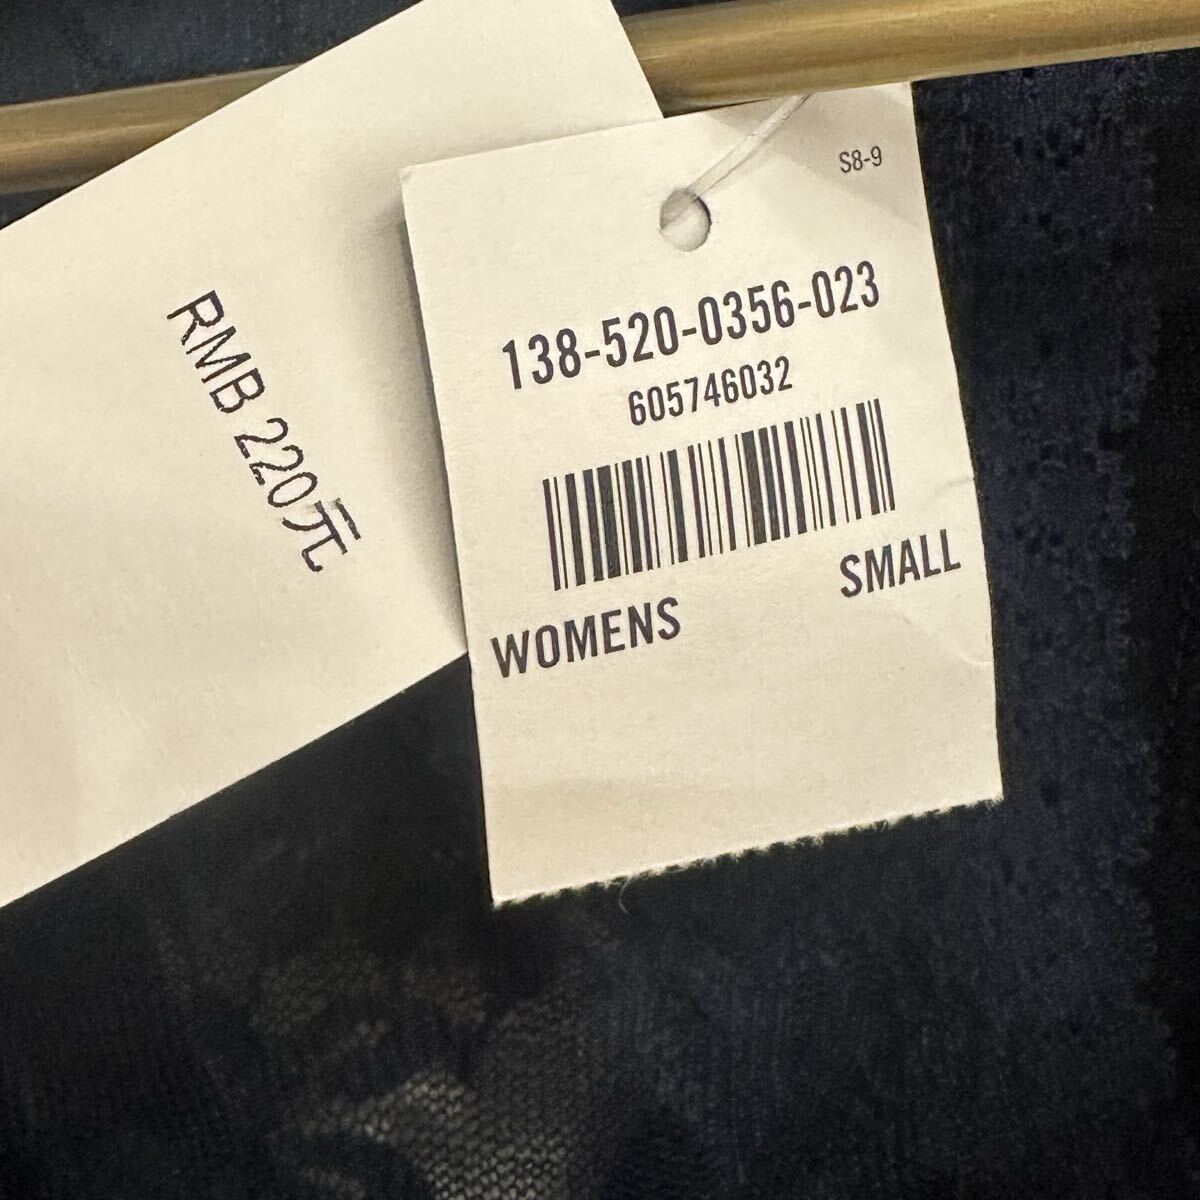 RMB 220元
S8-9
138-520-0356-023
605746032
WOMENS
SMALL